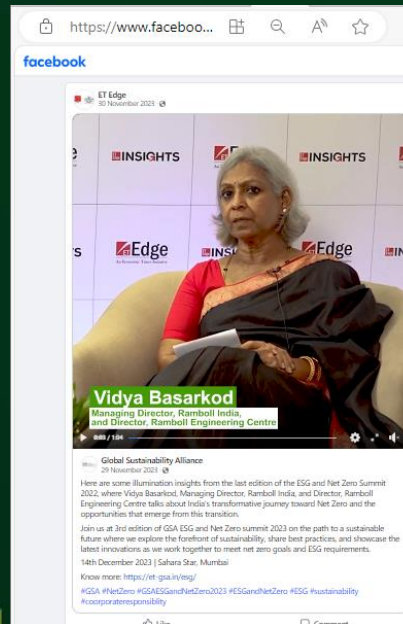 https://www.faceboo...
facebook
ET Edge
30 November 2023
INSIGHTS
INSIGHTS
Edge
Edge
Vidya Basarkod
Managing Director, Ramboll India,
and Director, Ramboll Engineering Centre
0:03 / 1:04
Global Sustainability Alliance
29 November 2023
Here are some illumination insights from the last edition of the ESG and Net Zero Summit
2022, where Vidya Basarkod, Managing Director, Ramboll India, and Director, Ramboll
Engineering Centre talks about India's transformative journey toward Net Zero and the
opportunities that emerge from this transition.
Join us at 3rd edition of GSA ESG and Net Zero summit 2023 on the path to a sustainable
future where we explore the forefront of sustainability, share best practices, and showcase the
latest innovations as we work together to meet net zero goals and ESG requirements.
14th December 2023 | Sahara Star, Mumbai
Know more: https://et-gsa.in/esg/
#GSA #NetZero #GSAESGandNetZero2023 #ESGandNetZero #ESG #sustainability
#coorporateresponsiblity
Like Comment